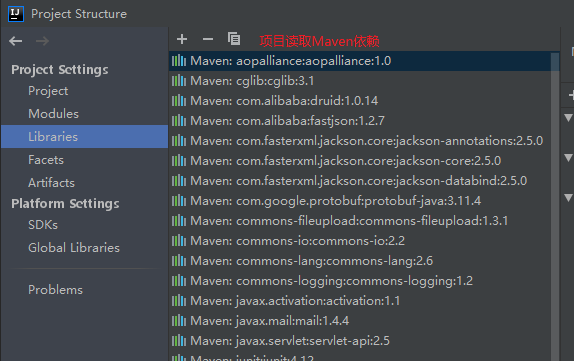 Project Structure
项目读取Maven依赖
Project Settings
Project
Modules
Libraries
Facets
Artifacts
Platform Settings
SDKs
Global Libraries
Problems
Maven: aopalliance:aopalliance:1.0
Maven: cglib:cglib:3.1
Maven: com.alibaba:druid:1.0.14
Maven: com.alibaba:fastjson:1.2.7
Maven: com.fasterxml.jackson.core:jackson-annotations:2.5.0
Maven: com.fasterxml.jackson.core:jackson-core:2.5.0
Maven: com.fasterxml.jackson.core:jackson-databind:2.5.0
Maven: com.google.protobuf:protobuf-java:3.11.4
Maven: commons-fileupload:commons-fileupload:1.3.1
Maven: commons-io:commons-io:2.2
Maven: commons-lang:commons-lang:2.6
Maven: commons-logging:commons-logging:1.2
Maven: javax.activation:activation:1.1
Maven: javax.mail:mail:1.4.4
Maven: javax.servlet:servlet-api:2.5
Maven: junit:junit:4.12